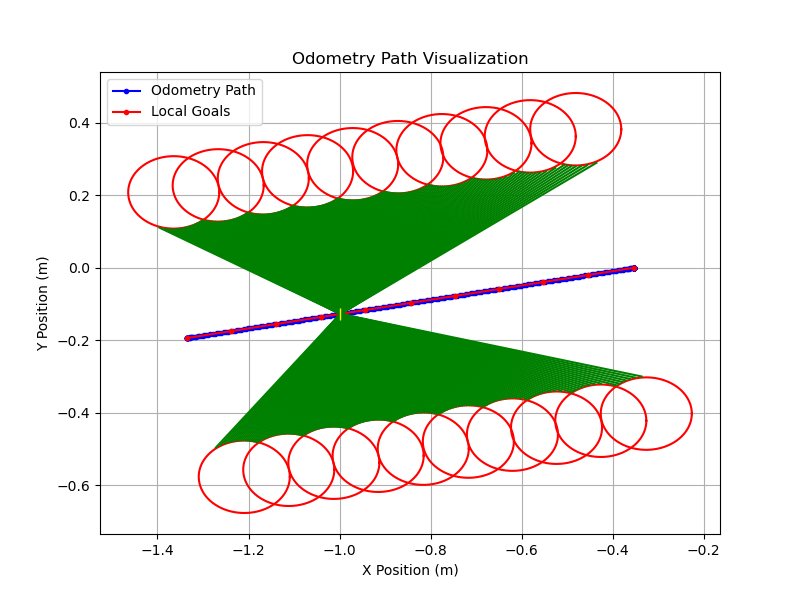 Odometry Path Visualization
Odometry Path
Local Goals
Y Position (m)
0.4
0.2
0.0
−0.2
−0.4
−0.6
−1.4 −1.2 −1.0 −0.8 −0.6 −0.4 −0.2
X Position (m)